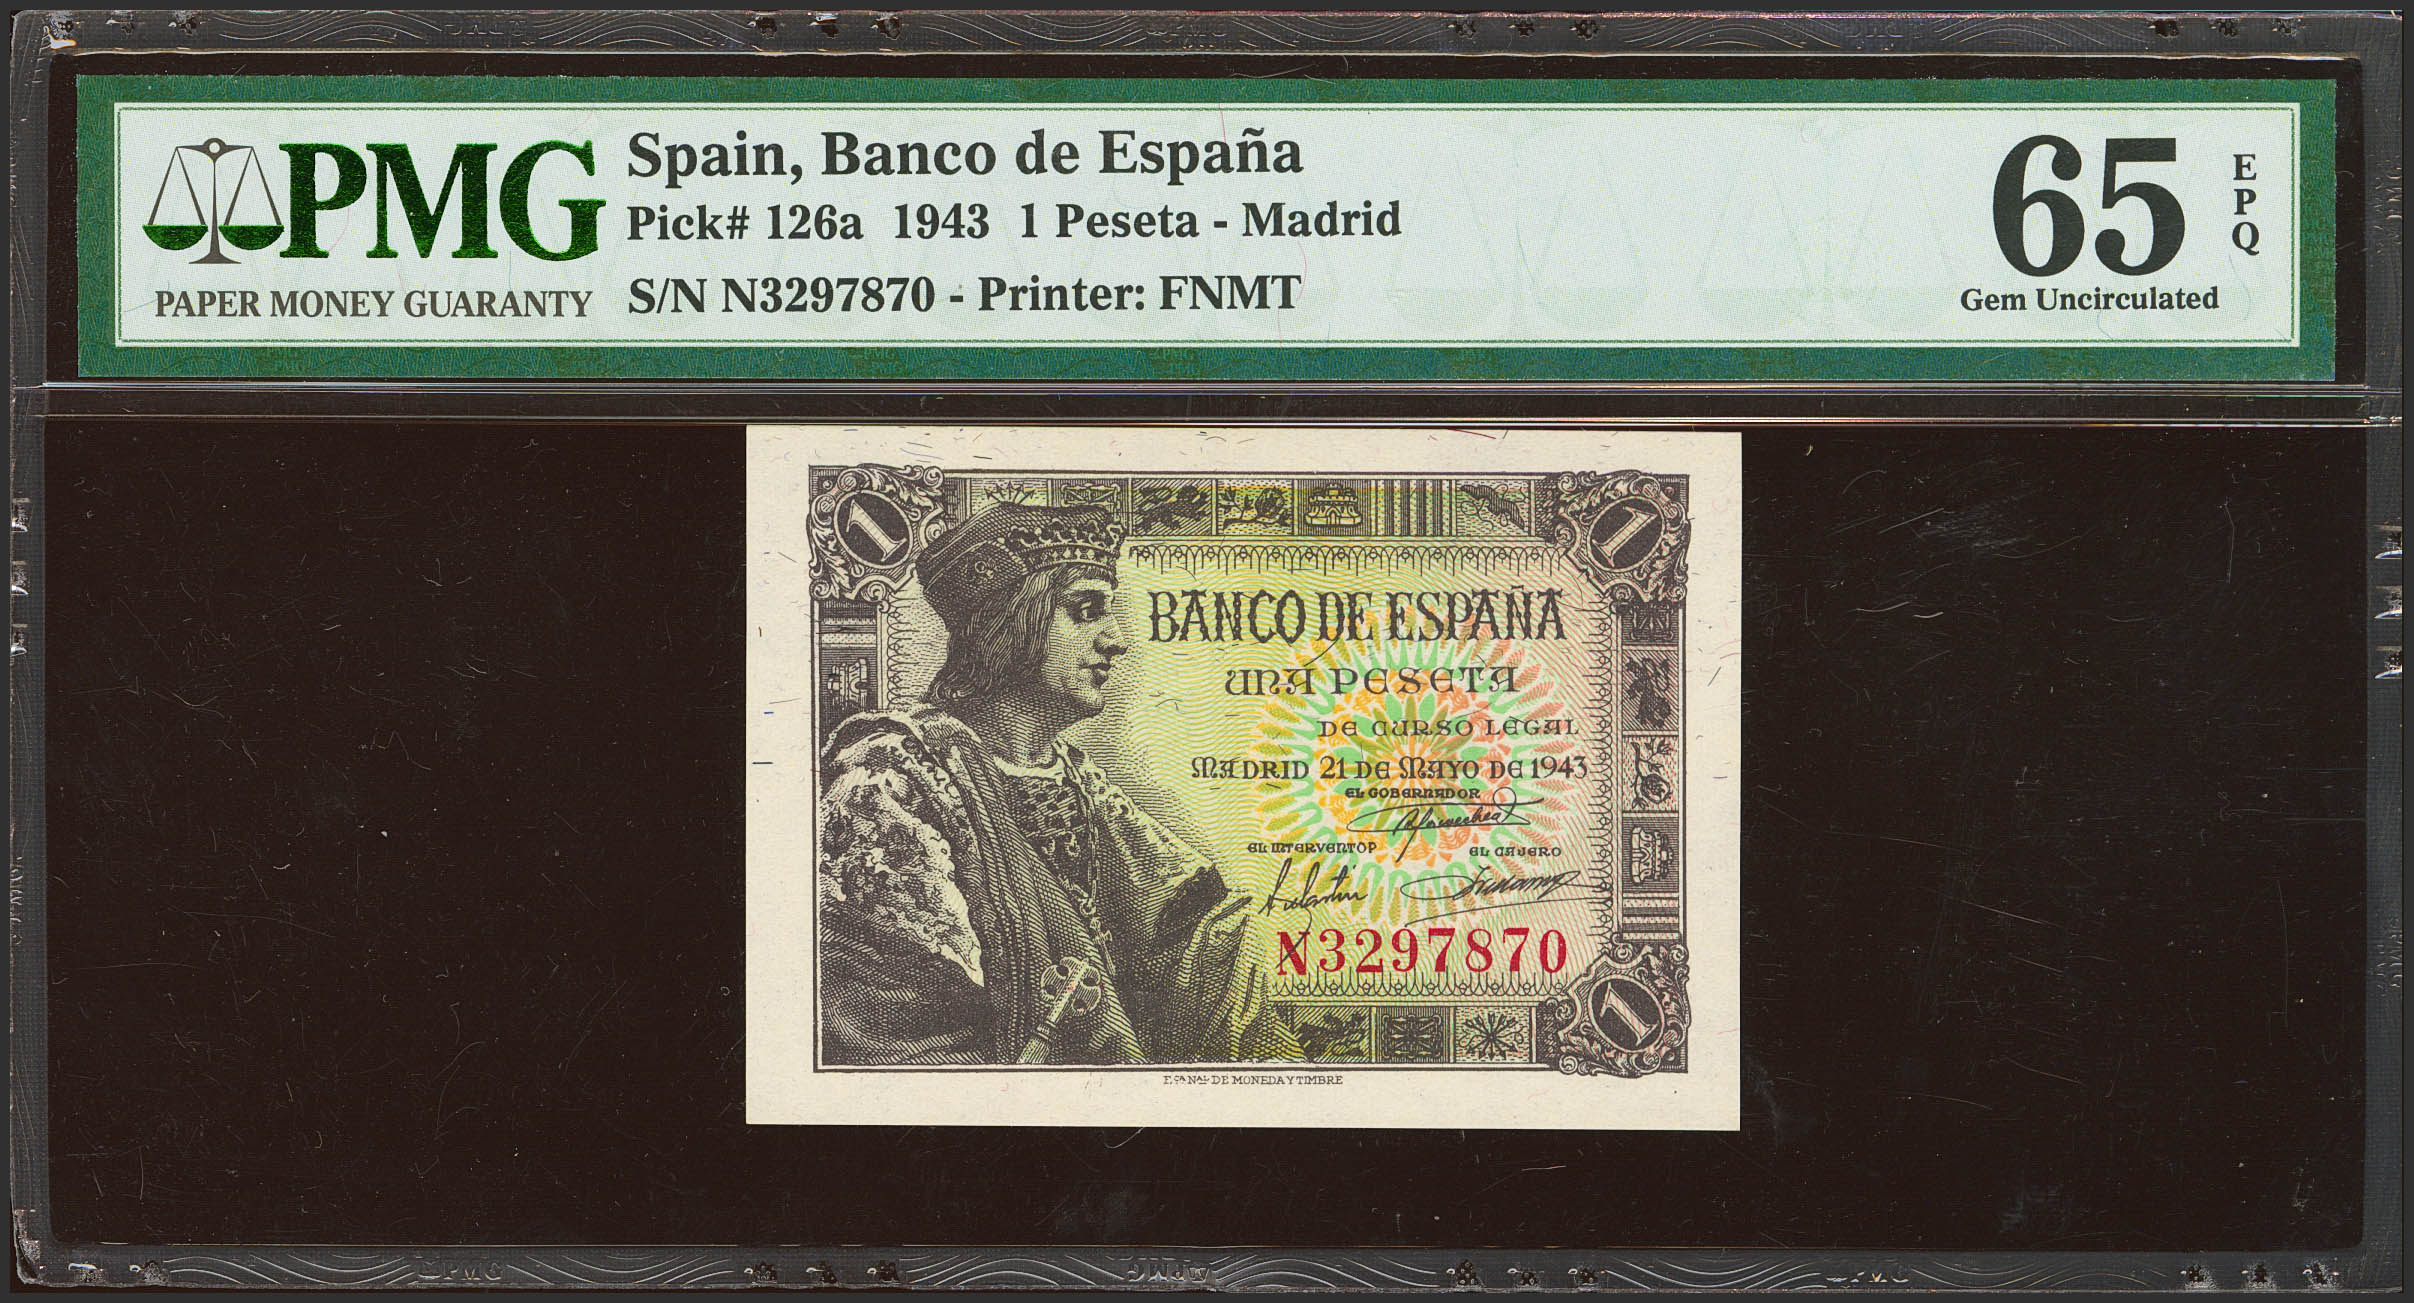 PMG
PAPER MONEY GUARANTY
Spain, Banco de España
Pick# 126a 1943 1 Peseta - Madrid
S/N N3297870 - Printer: FNMT
65
EPQ
Gem Uncirculated
1
1
BANCO DE ESPAÑA
UNA PESETA
DE CURSO LEGAL
MADRID 21 DE MAYO DE 1943
EL GOBERNADOR
EL INTERVENTOR
EL CAJERO
N3297870
1
F.CA NAL DE MONEDA Y TIMBRE